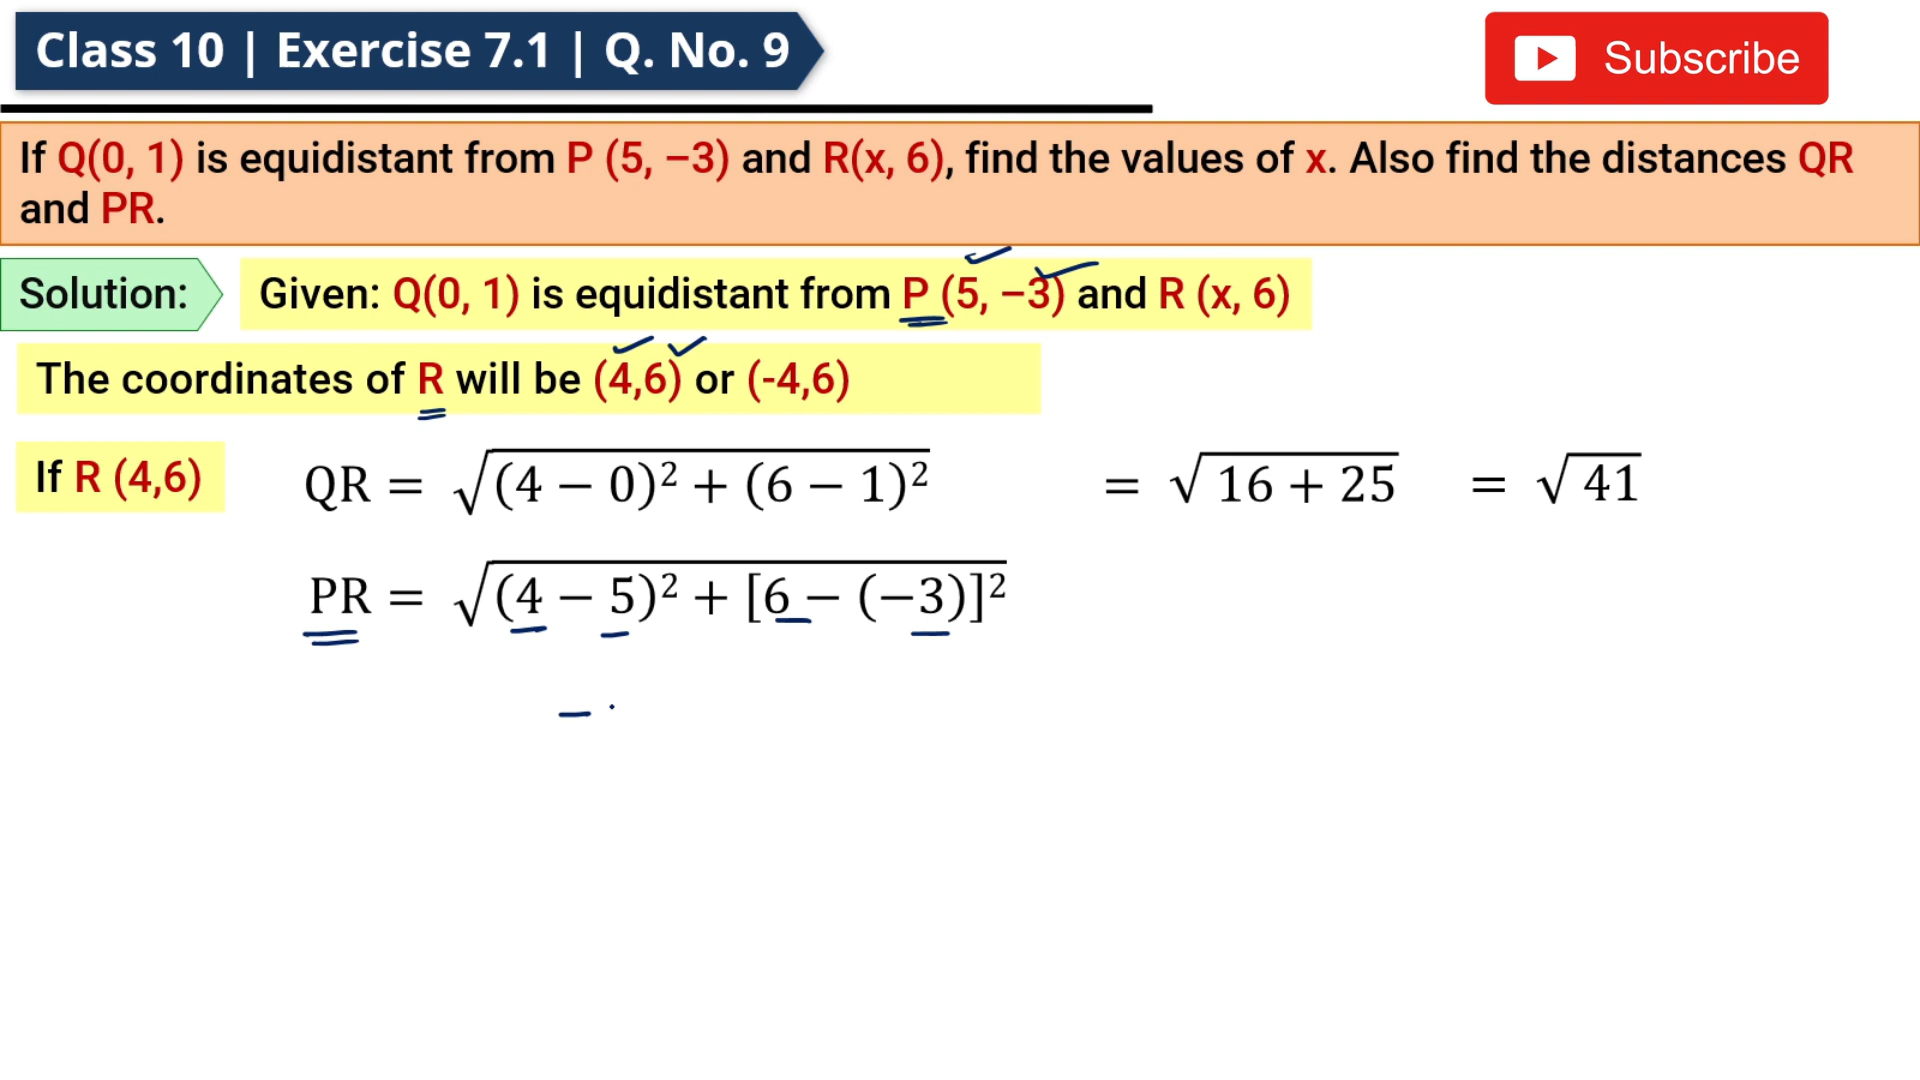 Class 10 | Exercise 7.1 | Q. No. 9
Subscribe
If Q(0, 1) is equidistant from P (5, –3) and R(x, 6), find the values of x. Also find the distances QR
and PR.
Solution: Given: Q(0, 1) is equidistant from P (5, –3) and R (x, 6)
The coordinates of R will be (4,6) or (-4,6)
If R (4,6) QR = √(4 − 0)² + (6 − 1)² = √16 + 25 = √41
PR = √(4 − 5)² + [6 − (−3)]²